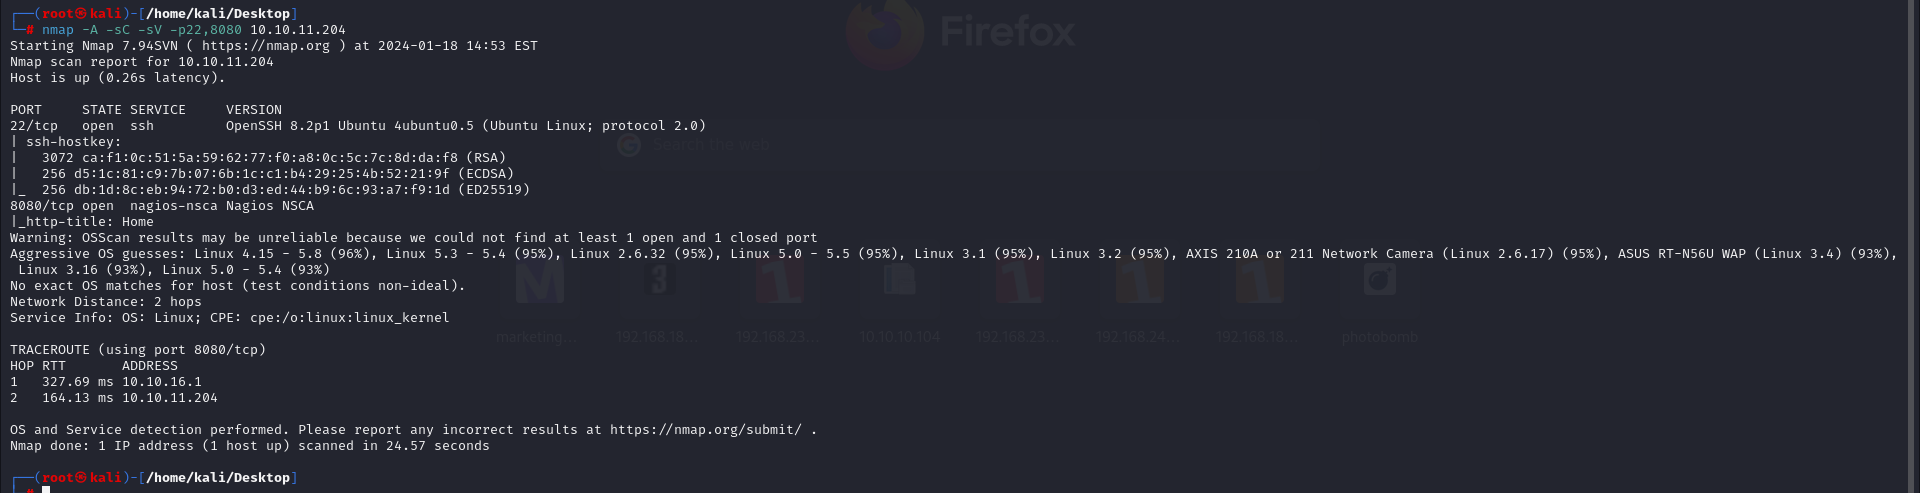 ┌──(root㉿kali)-[/home/kali/Desktop]
└─# nmap -A -sC -sV -p22,8080 10.10.11.204
Starting Nmap 7.94SVN ( https://nmap.org ) at 2024-01-18 14:53 EST
Nmap scan report for 10.10.11.204
Host is up (0.26s latency).

PORT     STATE SERVICE     VERSION
22/tcp   open  ssh         OpenSSH 8.2p1 Ubuntu 4ubuntu0.5 (Ubuntu Linux; protocol 2.0)
| ssh-hostkey:
|   3072 ca:f1:0c:51:5a:59:62:77:f0:a8:0c:5c:7c:8d:da:f8 (RSA)
|   256 d5:1c:81:c9:7b:07:6b:1c:c1:b4:29:25:4b:52:21:9f (ECDSA)
|_  256 db:1d:8c:eb:94:72:b0:d3:ed:44:b9:6c:93:a7:f9:1d (ED25519)
8080/tcp open  nagios-nsca Nagios NSCA
|_http-title: Home
Warning: OSScan results may be unreliable because we could not find at least 1 open and 1 closed port
Aggressive OS guesses: Linux 4.15 - 5.8 (96%), Linux 5.3 - 5.4 (95%), Linux 2.6.32 (95%), Linux 5.0 - 5.5 (95%), Linux 3.1 (95%), Linux 3.2 (95%), AXIS 210A or 211 Network Camera (Linux 2.6.17) (95%), ASUS RT-N56U WAP (Linux 3.4) (93%),
 Linux 3.16 (93%), Linux 5.0 - 5.4 (93%)
No exact OS matches for host (test conditions non-ideal).
Network Distance: 2 hops
Service Info: OS: Linux; CPE: cpe:/o:linux:linux_kernel

TRACEROUTE (using port 8080/tcp)
HOP RTT       ADDRESS
1   327.69 ms 10.10.16.1
2   164.13 ms 10.10.11.204

OS and Service detection performed. Please report any incorrect results at https://nmap.org/submit/ .
Nmap done: 1 IP address (1 host up) scanned in 24.57 seconds

┌──(root㉿kali)-[/home/kali/Desktop]
└─#
Firefox
Search the web
marketing... 192.168.18... 192.168.23... 10.10.10.104 192.168.23... 192.168.24... 192.168.18... photobomb